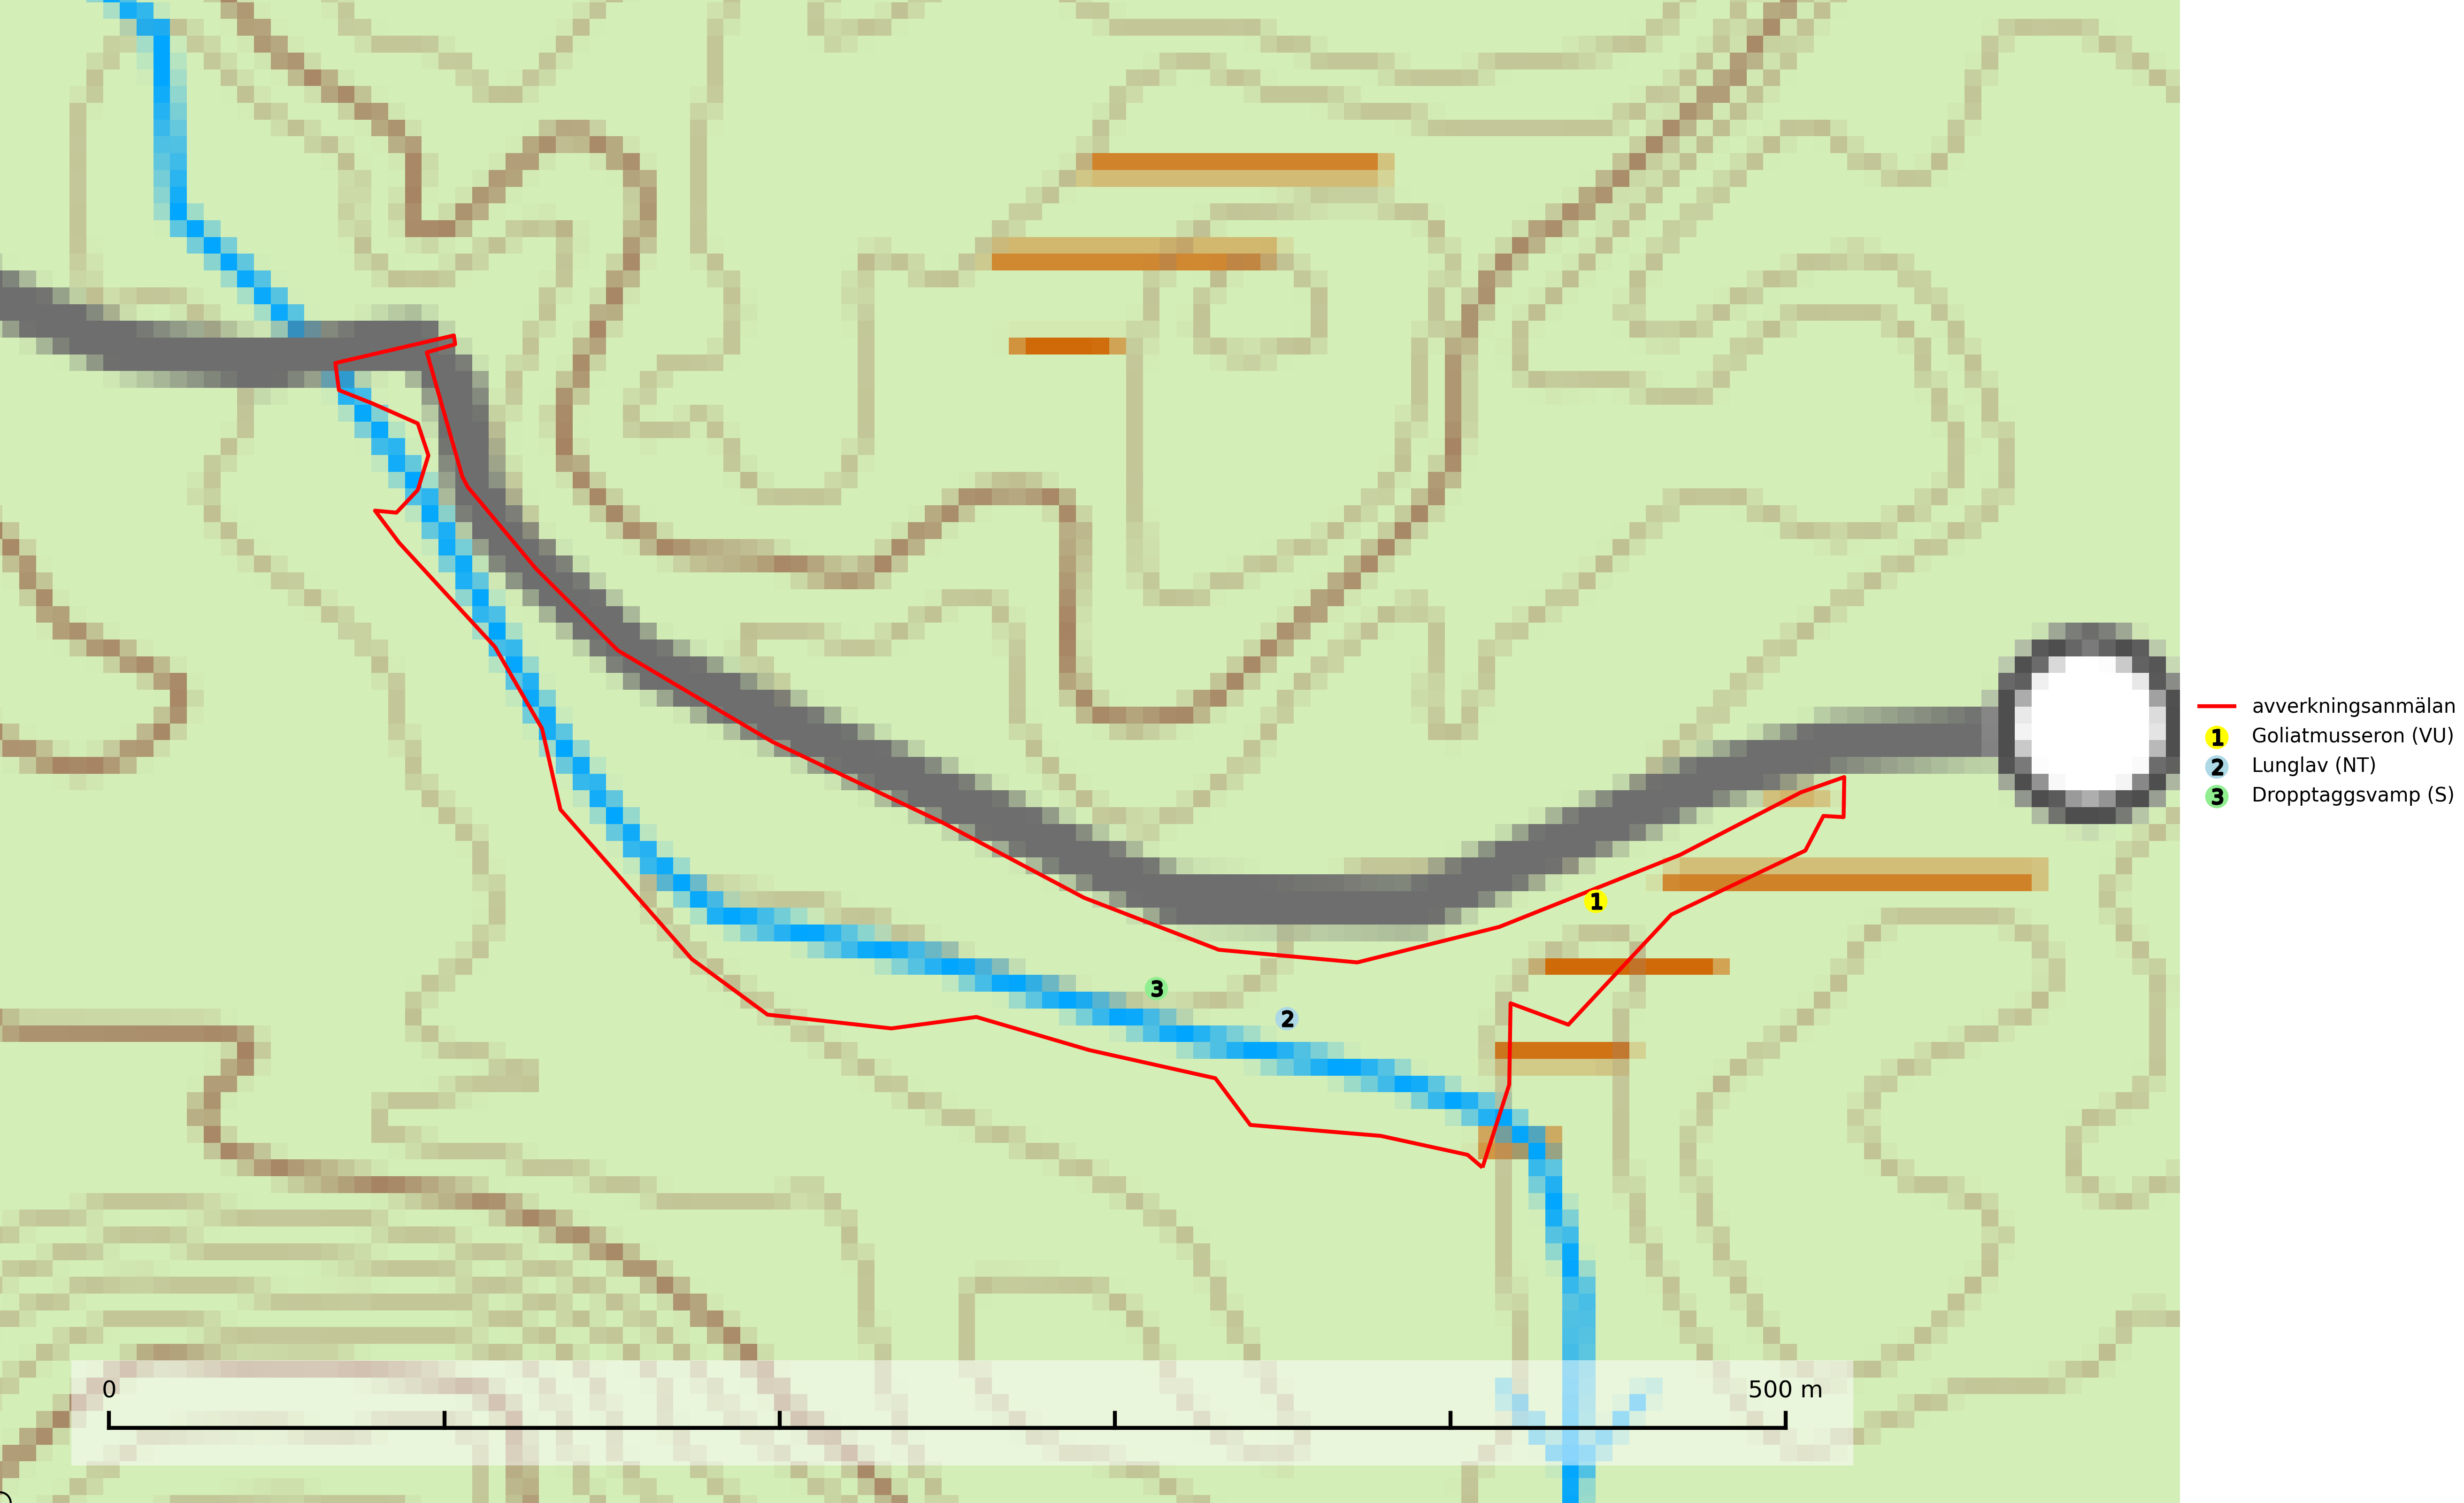 avverkningsanmälan
1 Goliatmusseron (VU)
2 Lunglav (NT)
3 Dropptaggsvamp (S)
1
3
2
0 500 m